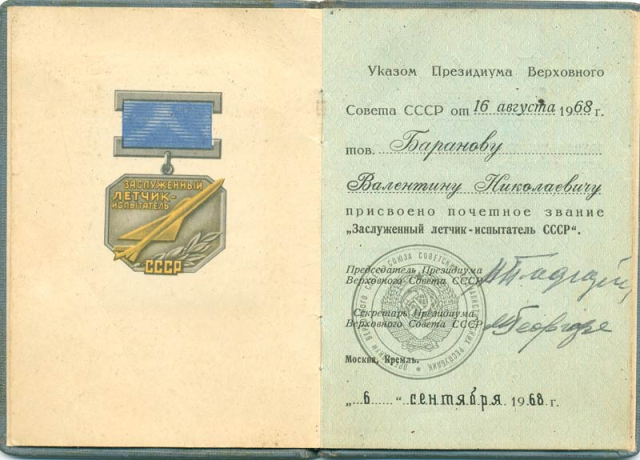 ЗАСЛУЖЕННЫЙ
ЛЕТЧИК-
ИСПЫТАТЕЛЬ
СССР
Указом Президиума Верховного
Совета СССР от 16 августа 1968 г.
тов. Баранову
Валентину Николаевичу
присвоено почетное звание
"Заслуженный летчик-испытатель СССР".
Председатель Президиума
Верховного Совета СССР
Секретарь Президиума
Верховного Совета СССР
Москва, Кремль.
„6" сентября 1968 г.